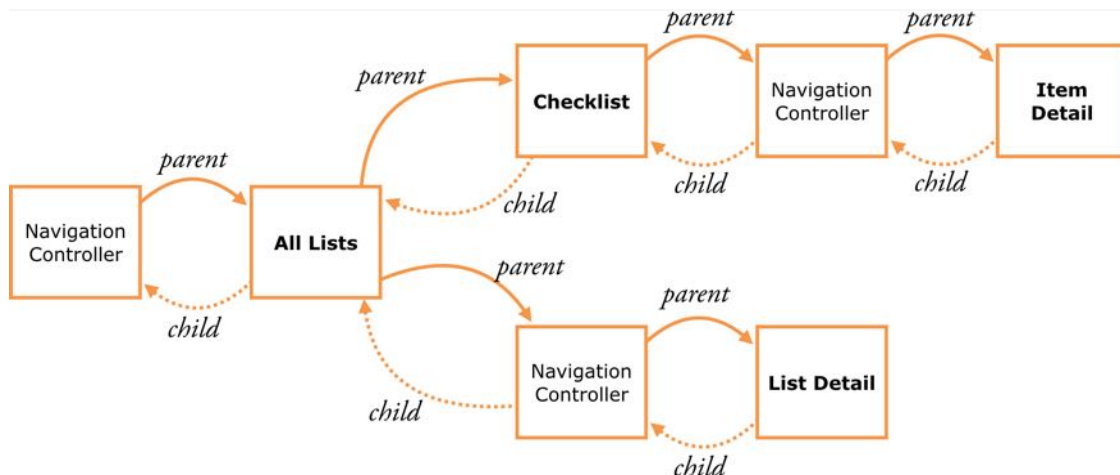 parent
parent
parent
Checklist
Navigation
Controller
Item
Detail
parent
child
child
child
Navigation
Controller
All Lists
parent
parent
child
Navigation
Controller
List Detail
child
child